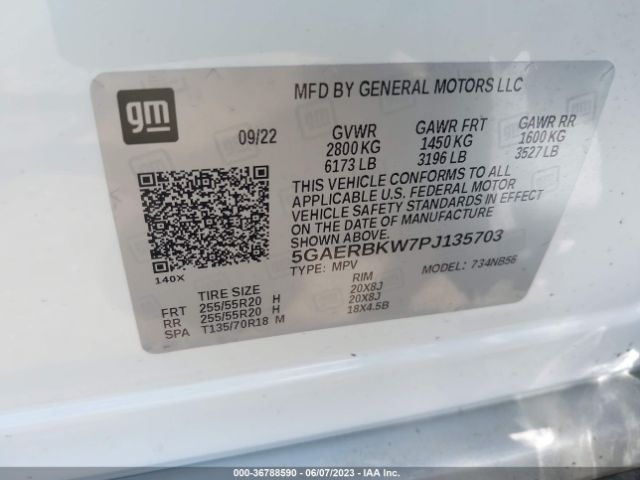 gm
MFD BY GENERAL MOTORS LLC
09/22
GVWR GAWR FRT GAWR RR
2800 KG 1450 KG 1600 KG
6173 LB 3196 LB 3527 LB
THIS VEHICLE CONFORMS TO ALL
APPLICABLE U.S. FEDERAL MOTOR
VEHICLE SAFETY STANDARDS IN EFFECT
ON THE DATE OF MANUFACTURE
SHOWN ABOVE.
5GAERBKW7PJ135703
TYPE: MPV MODEL: 734NB56
140X
TIRE SIZE RIM
FRT 255/55R20 H 20X8J
RR 255/55R20 H 20X8J
SPA T135/70R18 M 18X4.5B
000-36788590 - 06/07/2023 - IAA Inc.